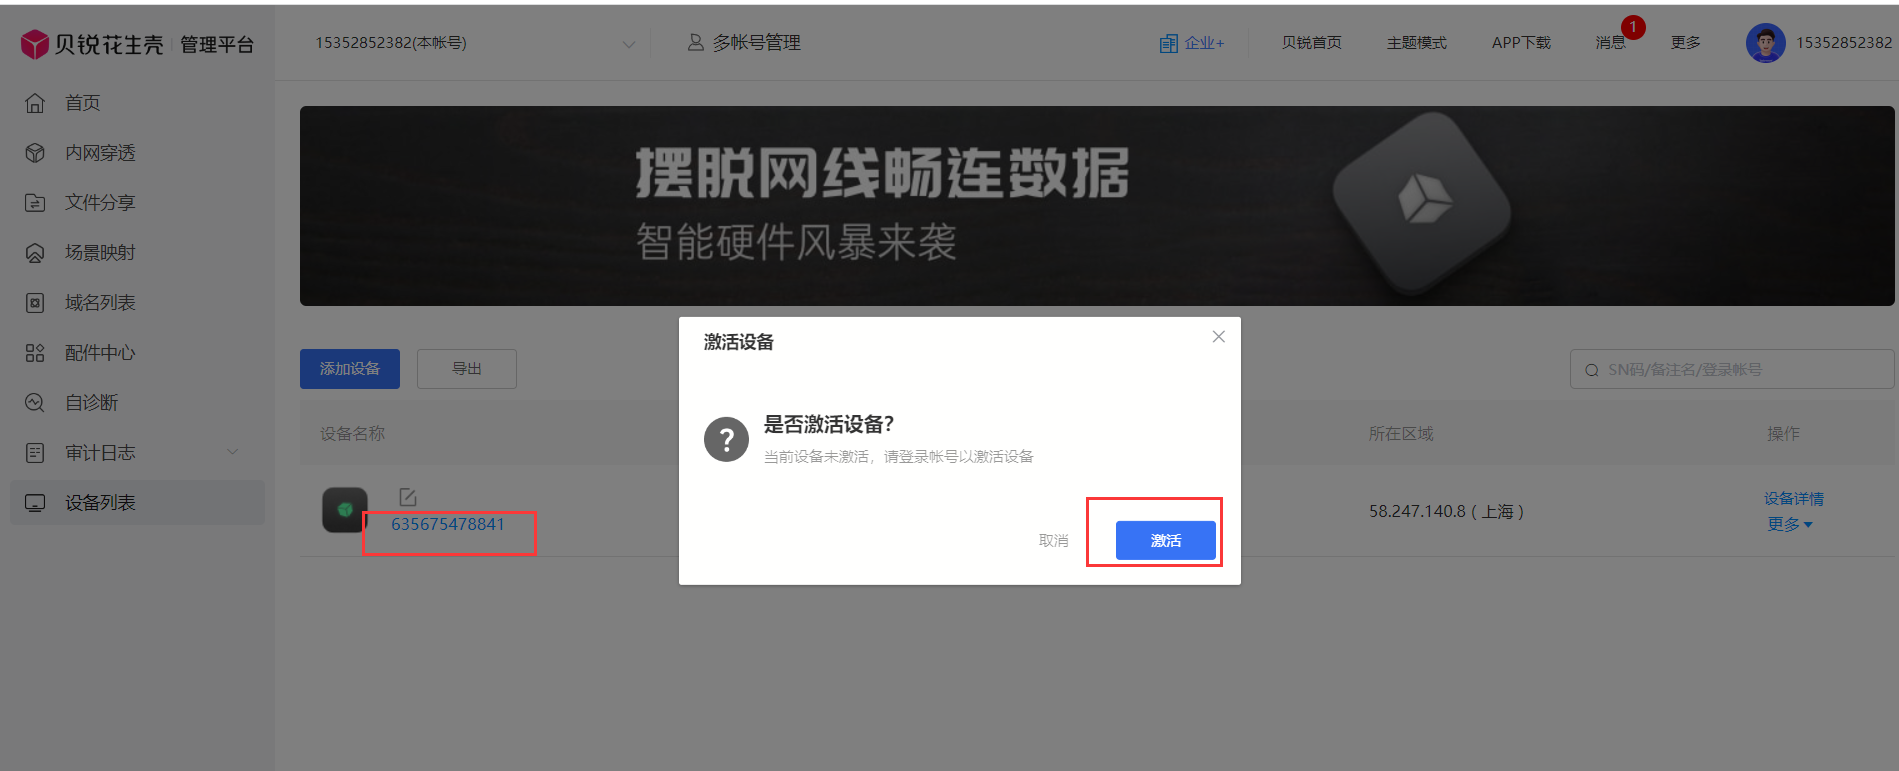 贝锐花生壳 管理平台
15352852382(本帐号)
多帐号管理
企业+
贝锐首页
主题模式
APP下载
消息
1
更多
15352852382
首页
内网穿透
文件分享
场景映射
域名列表
配件中心
自诊断
审计日志
设备列表
摆脱网线畅连数据
智能硬件风暴来袭
添加设备
导出
SN码/备注名/登录帐号
设备名称
所在区域
操作
635675478841
58.247.140.8 ( 上海 )
设备详情
更多
激活设备
是否激活设备?
当前设备未激活，请登录帐号以激活设备
取消
激活